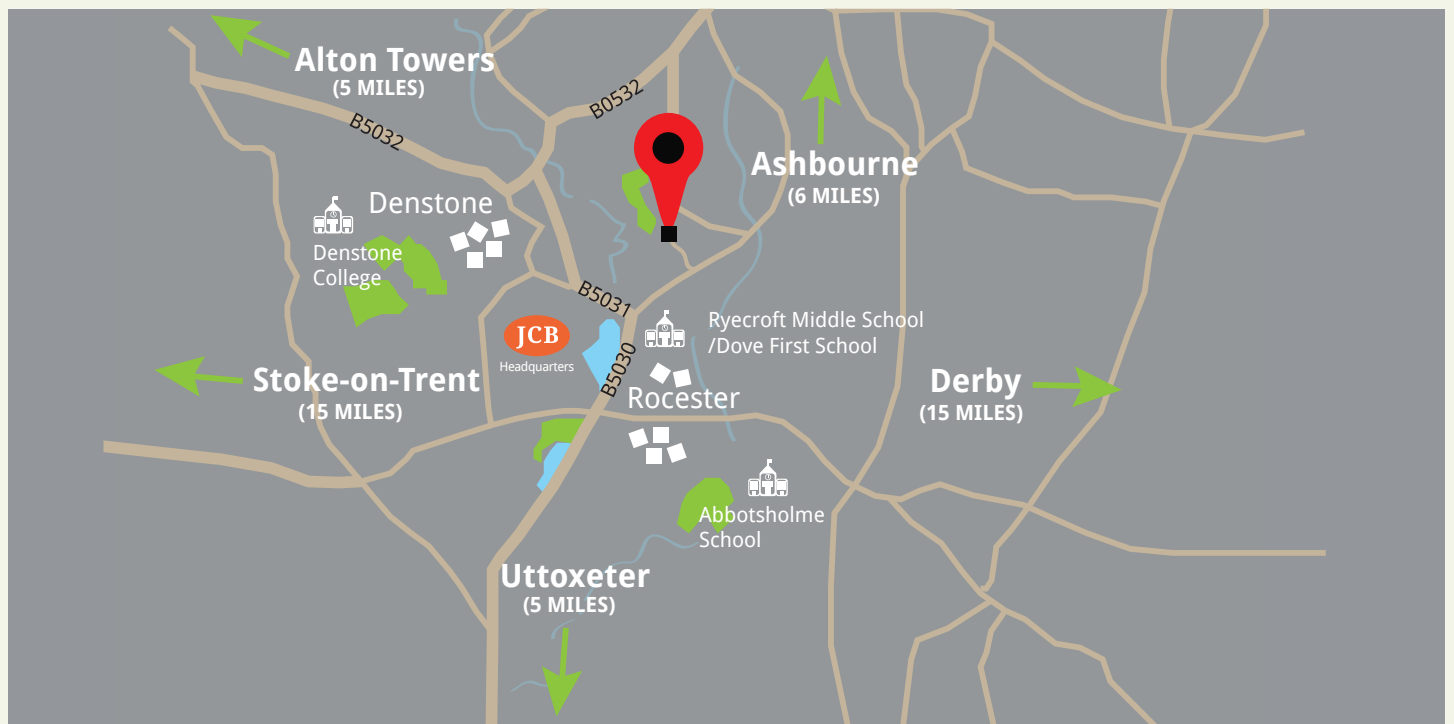 Alton Towers
(5 MILES)
B5032
B0532
Ashbourne
(6 MILES)
Denstone
Denstone
College
B5031
JCB
Headquarters
Ryecroft Middle School
/Dove First School
B5030
Stoke-on-Trent
(15 MILES)
Rocester
Derby
(15 MILES)
Abbotsholme
School
Uttoxeter
(5 MILES)